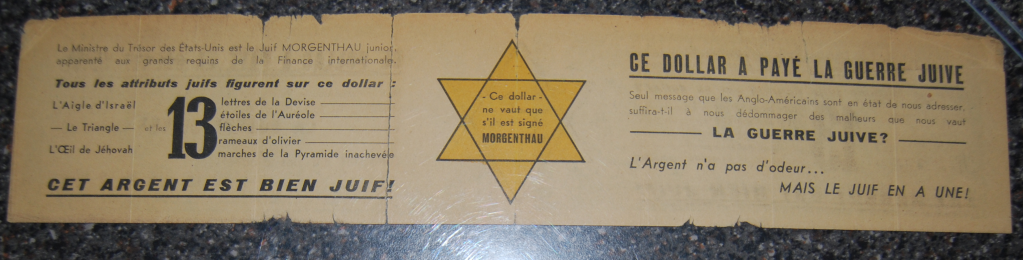 Le Ministre du Trésor des États-Unis est le Juif MORGENTHAU junior,
apparenté aux grands requins de la Finance internationale.
Tous les attributs juifs figurent sur ce dollar :
L'Aigle d'Israël
— Le Triangle —
L'Œil de Jéhovah
et les
13
lettres de la Devise
étoiles de l'Auréole
flèches
rameaux d'olivier
marches de la Pyramide inachevée
CET ARGENT EST BIEN JUIF!
- Ce dollar -
ne vaut que
s'il est signé
MORGENTHAU
CE DOLLAR A PAYÉ LA GUERRE JUIVE
Seul message que les Anglo-Américains sont en état de nous adresser,
suffira-t-il à nous dédommager des malheurs que nous vaut
LA GUERRE JUIVE?
L'Argent n'a pas d'odeur...
MAIS LE JUIF EN A UNE!